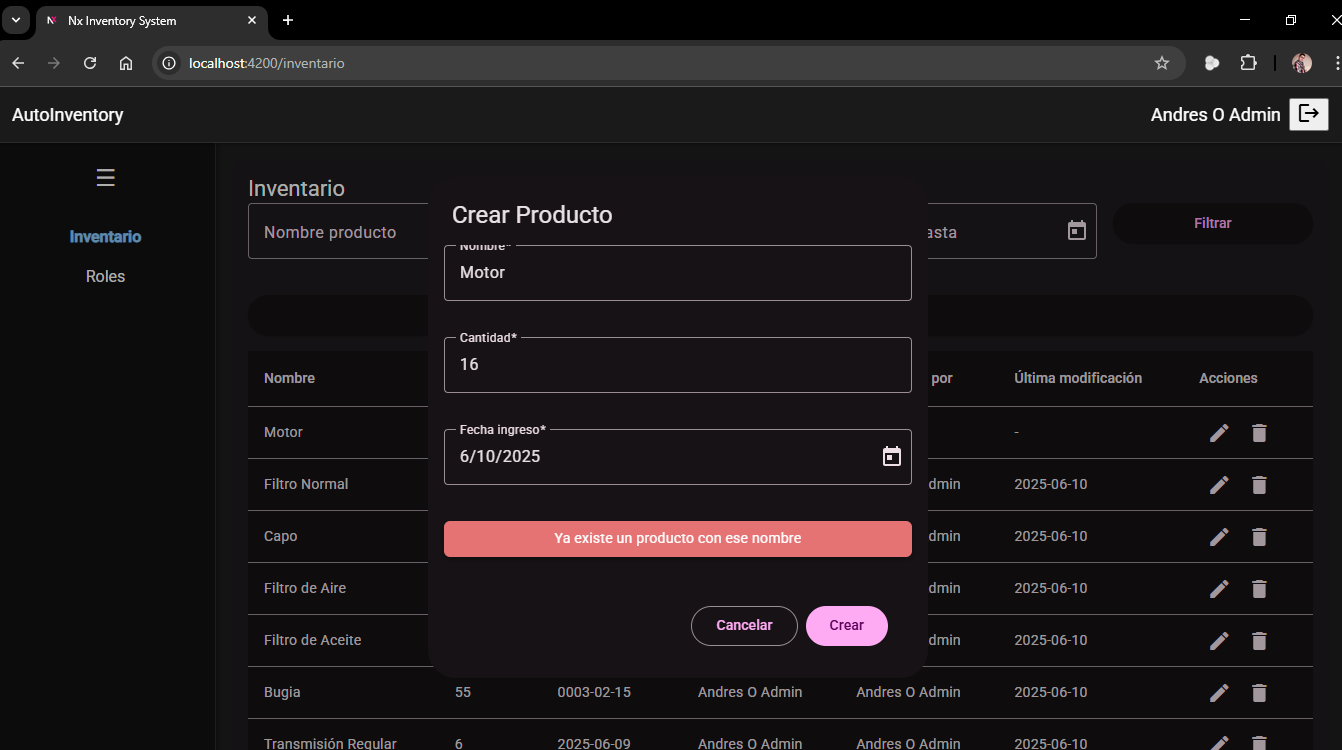 Nx Inventory System
localhost:4200/inventario
AutoInventory
Andres O Admin
Inventario
Roles
Inventario
Nombre producto
asta
Filtrar
Crear Producto
Nombre*
Motor
Cantidad*
16
Fecha ingreso*
6/10/2025
Ya existe un producto con ese nombre
Cancelar
Crear
Nombre por Última modificación Acciones
Motor -
Filtro Normal dmin 2025-06-10
Capo dmin 2025-06-10
Filtro de Aire dmin 2025-06-10
Filtro de Aceite dmin 2025-06-10
Bugia 55 0003-02-15 Andres O Admin Andres O Admin 2025-06-10
Transmisión Regular 6 2025-06-09 Andres O Admin Andres O Admin 2025-06-10